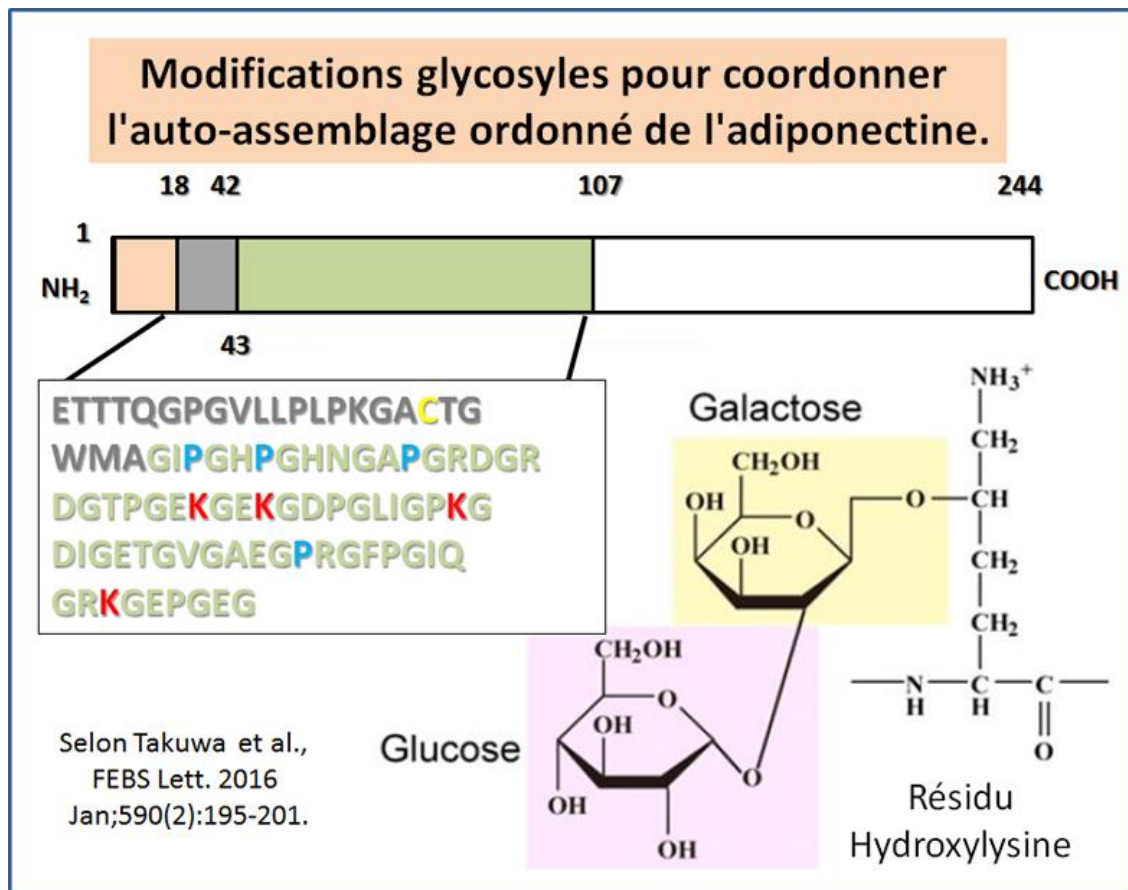 Modifications glycosyles pour coordonner
l'auto-assemblage ordonné de l'adiponectine.
18 42 107 244
1
NH2
COOH
43
ETTTQGPGVLLPLPKGACTG
WMAGIPGHPGHNGAPGRDGR
DGTPGEKGEKGDPGLIGPKG
DIGETGVGAEGPRGFPGIQ
GRKGEPGEG
Galactose
CH2OH
OH
O
OH
O
NH3+
CH2
CH
CH2
CH2
N
H
C
H
C
O
Glucose
CH2OH
O
OH
OH
OH
O
Résidu
Hydroxylysine
Selon Takuwa et al.,
FEBS Lett. 2016
Jan;590(2):195-201.